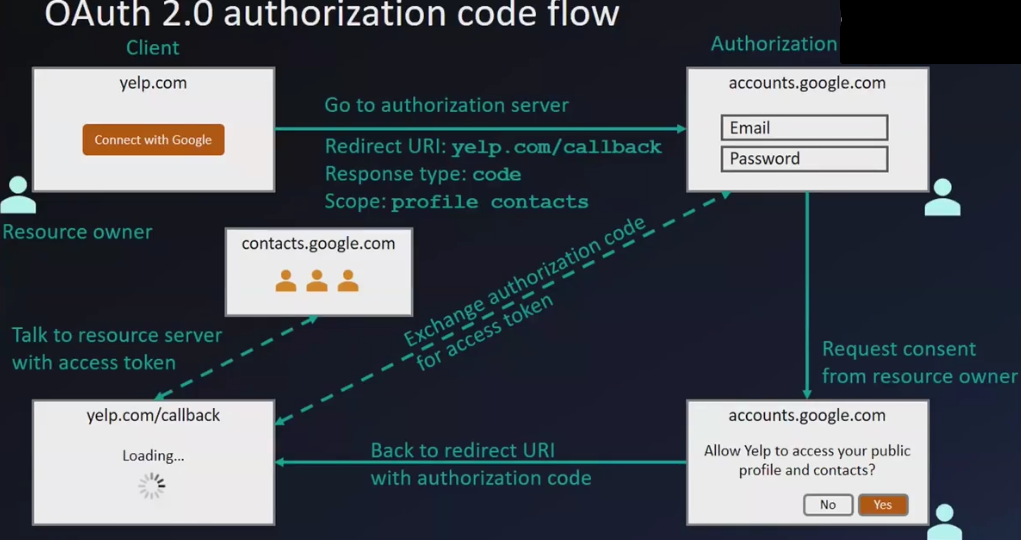 OAuth 2.0 authorization code flow
Client
Authorization
yelp.com
Connect with Google
Go to authorization server
Redirect URI: yelp.com/callback
Response type: code
Scope: profile contacts
accounts.google.com
Email
Password
Resource owner
contacts.google.com
Exchange authorization code
for access token
Talk to resource server
with access token
Request consent
from resource owner
yelp.com/callback
Loading...
Back to redirect URI
with authorization code
accounts.google.com
Allow Yelp to access your public
profile and contacts?
No
Yes